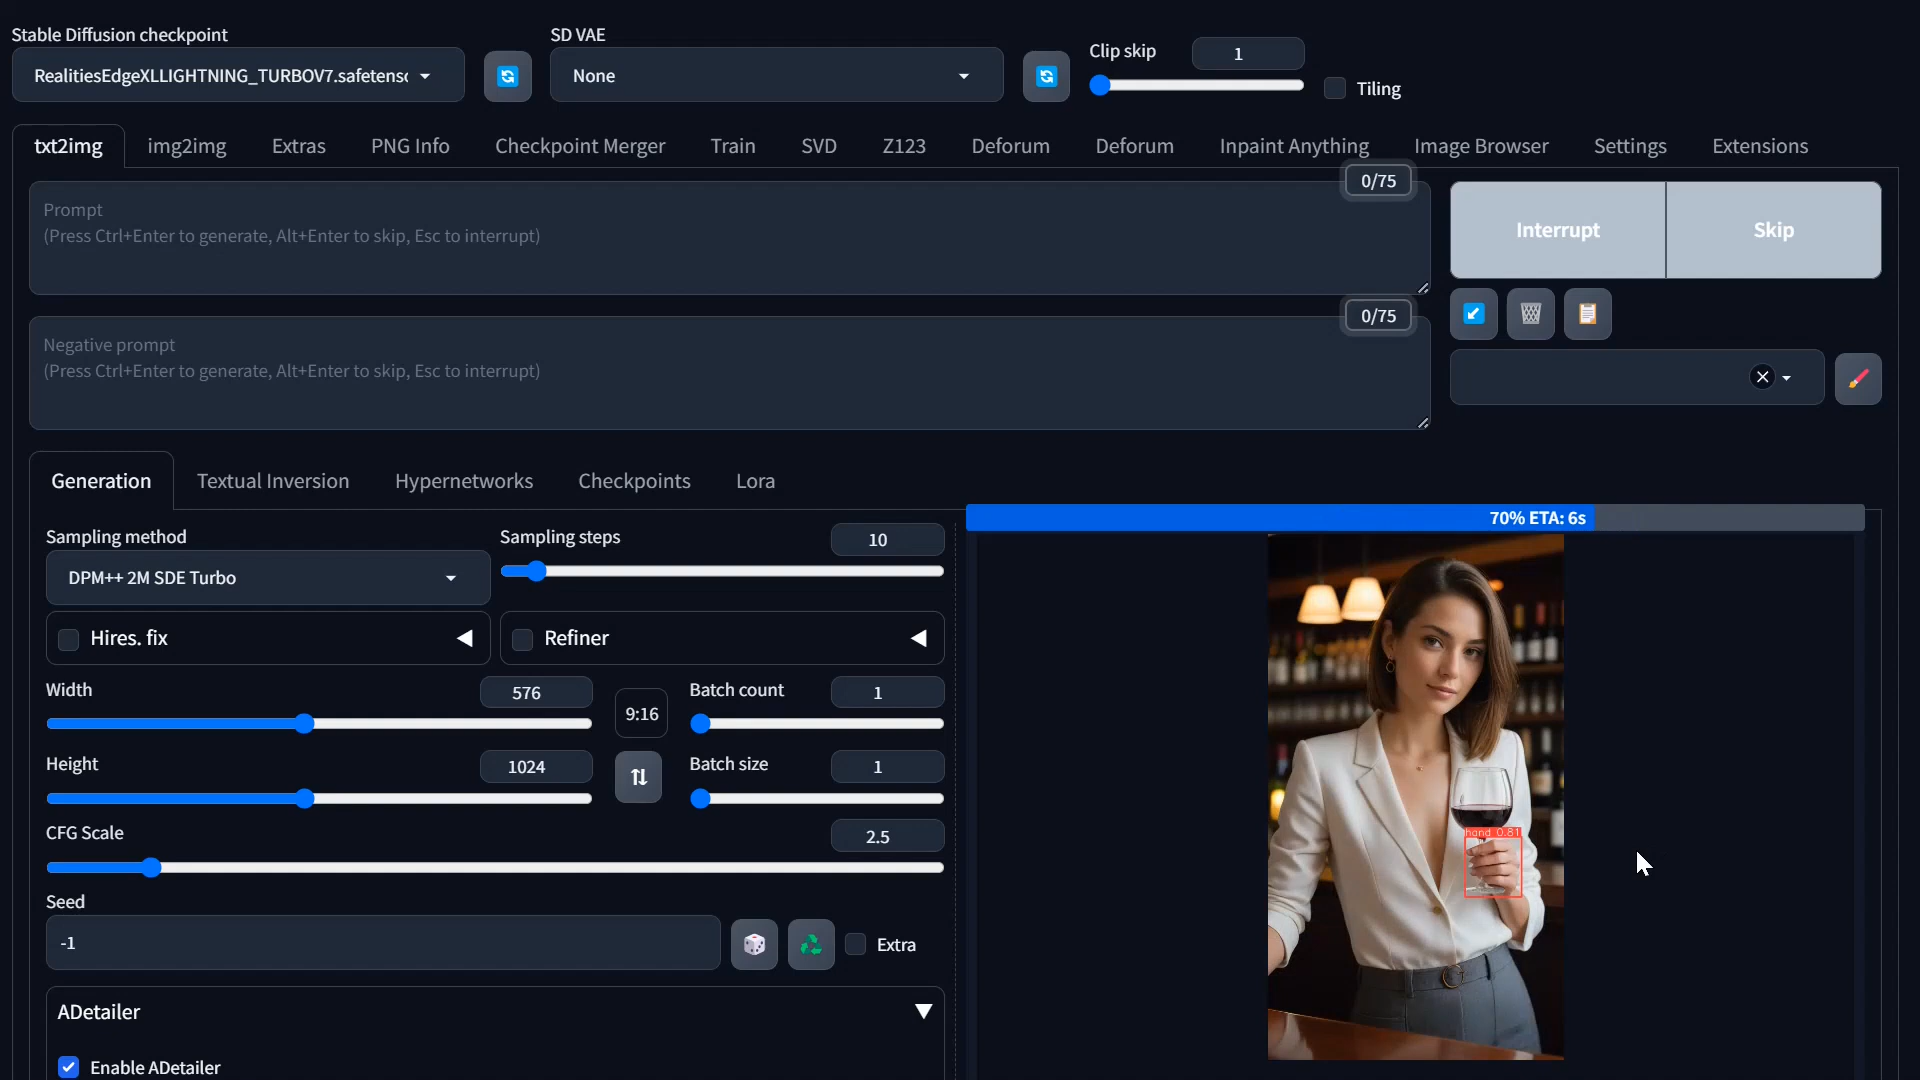 Stable Diffusion checkpoint
RealitiesEdgeXLLIGHTNING_TURBOV7.safetens
SD VAE
None
Clip skip
1
Tiling
txt2img
img2img
Extras
PNG Info
Checkpoint Merger
Train
SVD
Z123
Deforum
Deforum
Inpaint Anything
Image Browser
Settings
Extensions
0/75
Prompt
(Press Ctrl+Enter to generate, Alt+Enter to skip, Esc to interrupt)
Interrupt
Skip
0/75
Negative prompt
(Press Ctrl+Enter to generate, Alt+Enter to skip, Esc to interrupt)
Generation
Textual Inversion
Hypernetworks
Checkpoints
Lora
70% ETA: 6s
Sampling method
DPM++ 2M SDE Turbo
Sampling steps
10
Hires. fix
Refiner
Width
576
9:16
Batch count
1
Height
1024
Batch size
1
CFG Scale
2.5
hand 0.81
Seed
-1
Extra
ADetailer
Enable ADetailer